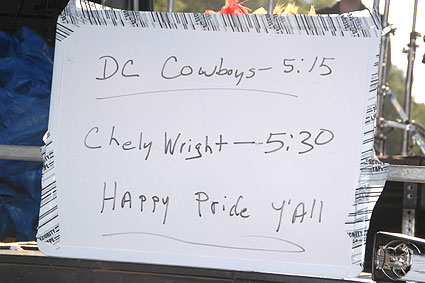 DC Cowboys - 5:15
Chely Wright - 5:30
HAPPY Pride Y'All